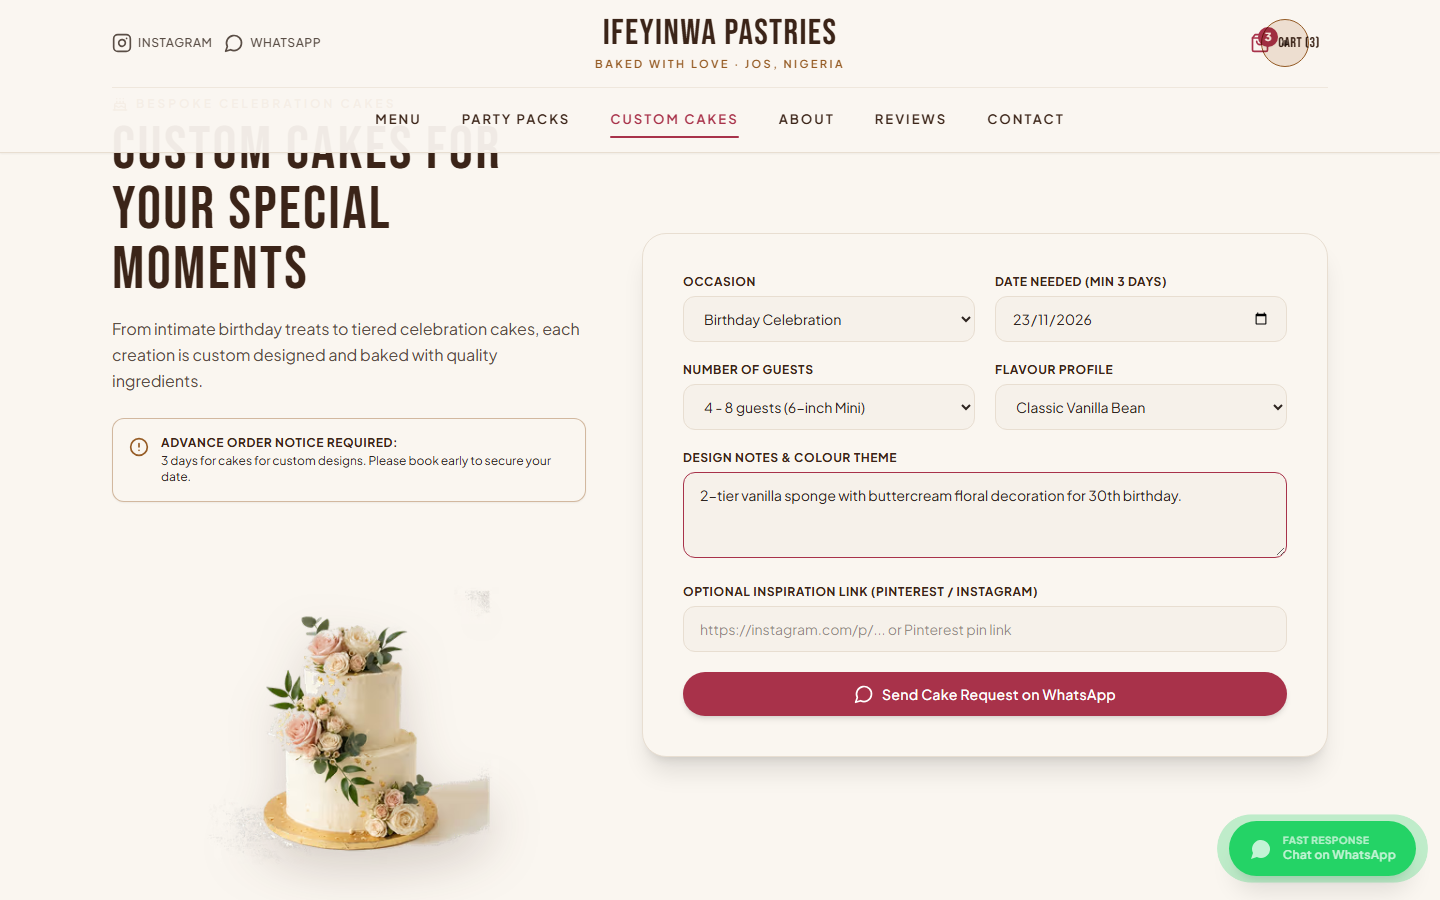 INSTAGRAM
WHATSAPP
IFEYINWA PASTRIES
BAKED WITH LOVE · JOS, NIGERIA
3
CART (3)
MENU
PARTY PACKS
CUSTOM CAKES
ABOUT
REVIEWS
CONTACT
BESPOKE CELEBRATION CAKES
CUSTOM CAKES FOR
YOUR SPECIAL
MOMENTS
From intimate birthday treats to tiered celebration cakes, each
creation is custom designed and baked with quality
ingredients.
ADVANCE ORDER NOTICE REQUIRED:
3 days for cakes for custom designs. Please book early to secure your
date.
OCCASION
Birthday Celebration
DATE NEEDED (MIN 3 DAYS)
23/11/2026
NUMBER OF GUESTS
4 - 8 guests (6-inch Mini)
FLAVOUR PROFILE
Classic Vanilla Bean
DESIGN NOTES & COLOUR THEME
2-tier vanilla sponge with buttercream floral decoration for 30th birthday.
OPTIONAL INSPIRATION LINK (PINTEREST / INSTAGRAM)
https://instagram.com/p/... or Pinterest pin link
Send Cake Request on WhatsApp
FAST RESPONSE
Chat on WhatsApp